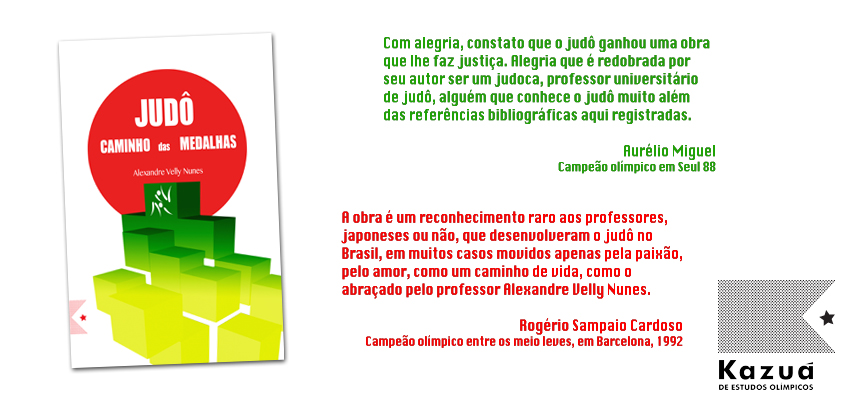 JUDÔ
CAMINHO das MEDALHAS
Alexandre Velly Nunes
Com alegria, constato que o judô ganhou uma obra
que lhe faz justiça. Alegria que é redobrada por
seu autor ser um judoca, professor universitário
de judô, alguém que conhece o judô muito além
das referências bibliográficas aqui registradas.
Aurélio Miguel
Campeão olímpico em Seul 88
A obra é um reconhecimento raro aos professores,
japoneses ou não, que desenvolveram o judô no
Brasil, em muitos casos movidos apenas pela paixão,
pelo amor, como um caminho de vida, como o
abraçado pelo professor Alexandre Velly Nunes.
Rogério Sampaio Cardoso
Campeão olímpico entre os meio leves, em Barcelona, 1992
Kazuá
DE ESTUDOS OLÍMPICOS